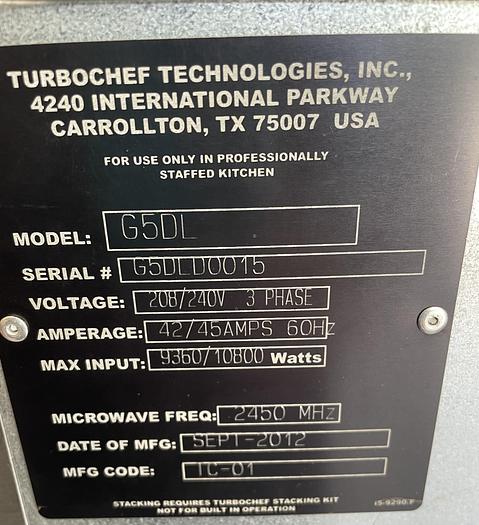 TURBOCHEF TECHNOLOGIES, INC.,
4240 INTERNATIONAL PARKWAY
CARROLLTON, TX 75007 USA
FOR USE ONLY IN PROFESSIONALLY
STAFFED KITCHEN
MODEL: G5DL
SERIAL # G5DLD0015
VOLTAGE: 208/240V 3 PHASE
AMPERAGE: 42/45AMPS 60Hz
MAX INPUT: 9360/10800 Watts
MICROWAVE FREQ: 2450 MHz
DATE OF MFG: SEPT-2012
MFG CODE: TC-01
STACKING REQUIRES TURBOCHEF STACKING KIT
NOT FOR BUILT IN OPERATION
i5-9290.F